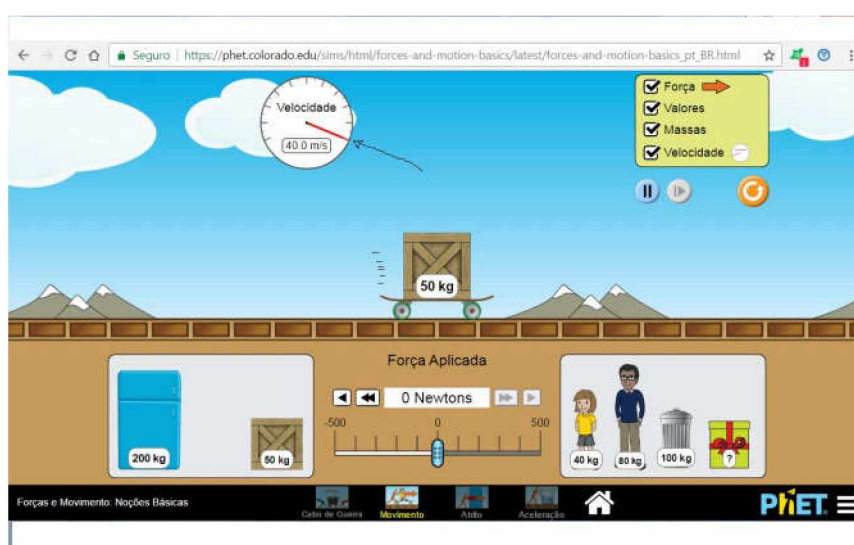 Seguro
https://phet.colorado.edu/sims/html/forces-and-motion-basics/latest/forces-and-motion-basics_pt_BR.html
Velocidade
40.0 m/s
Força
Valores
Massas
Velocidade
50 kg
Força Aplicada
0 Newtons
-500
0
500
200 kg
50 kg
40 kg
80 kg
100 kg
?
Forças e Movimento: Noções Básicas
Cabo de Guerra
Movimento
Atrito
Aceleração
PhET